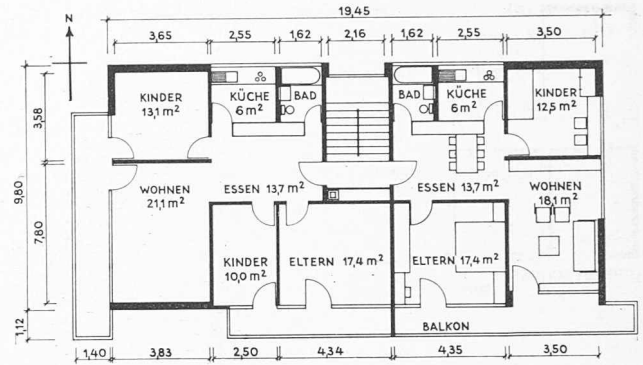 19,45
N
3,65 2,55 1,62 2,16 1,62 2,55 3,50
KINDER
13,1 m²
KÜCHE
6 m²
BAD
BAD
KÜCHE
6 m²
KINDER
12,5 m²
3,58
9,80
7,80
1,12
WOHNEN
21,1 m²
ESSEN 13,7 m²
ESSEN 13,7 m²
WOHNEN
18,1 m²
KINDER
10,0 m²
ELTERN 17,4 m²
ELTERN 17,4 m²
BALKON
1,40 3,83 2,50 4,34 4,35 3,50